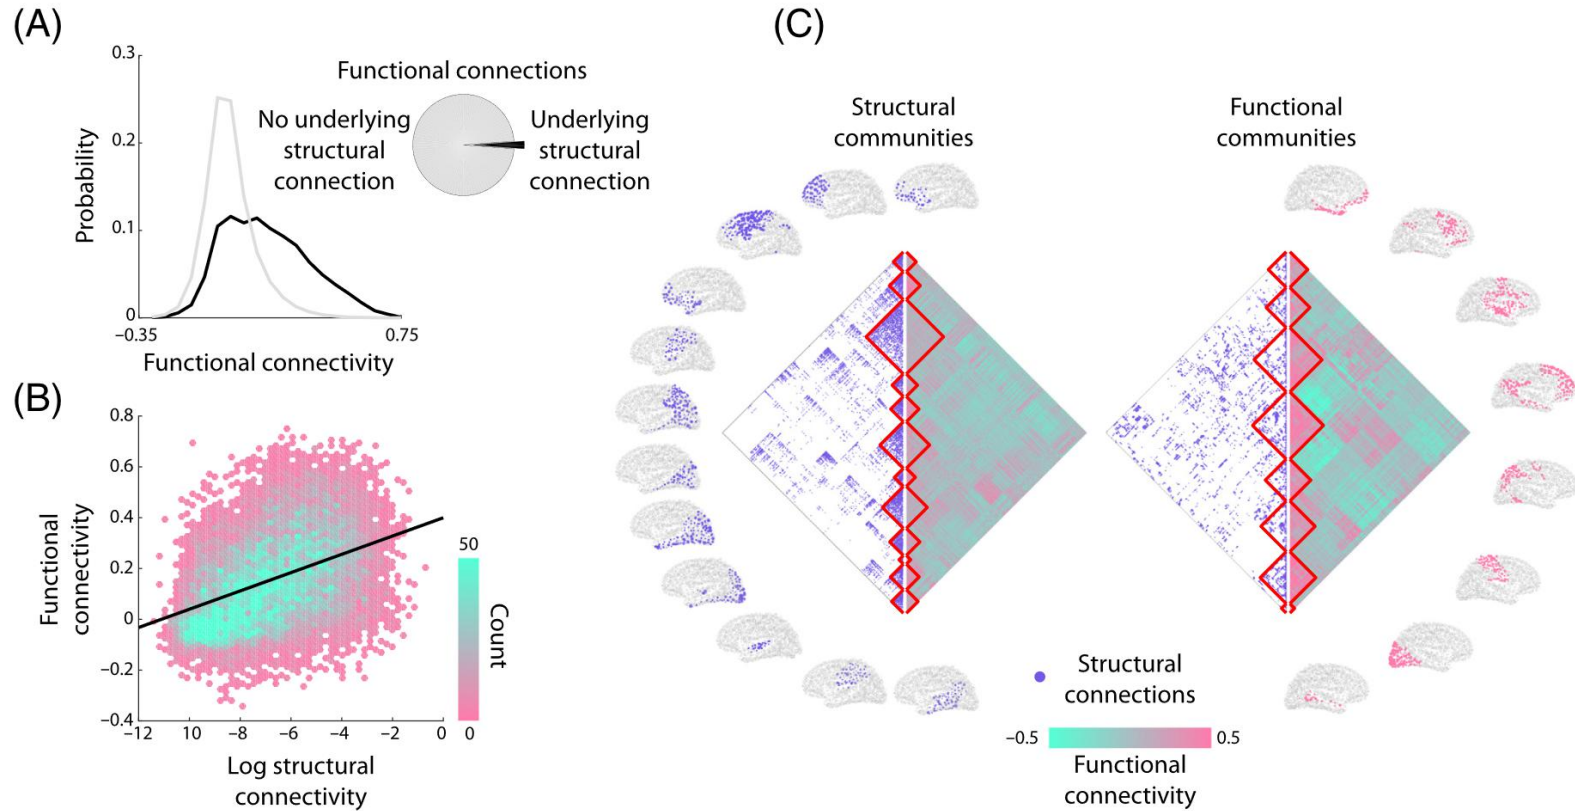 (A)
0.3
0.2
0.1
0
Probability
−0.35
0.75
Functional connectivity
Functional connections
No underlying
structural
connection
Underlying
structural
connection
(B)
0.8
0.6
0.4
0.2
0
−0.2
−0.4
Functional
connectivity
−12
10
−8
−6
−4
−2
0
Log structural
connectivity
50
0
Count
(C)
Structural
communities
Functional
communities
Structural
connections
−0.5
0.5
Functional
connectivity